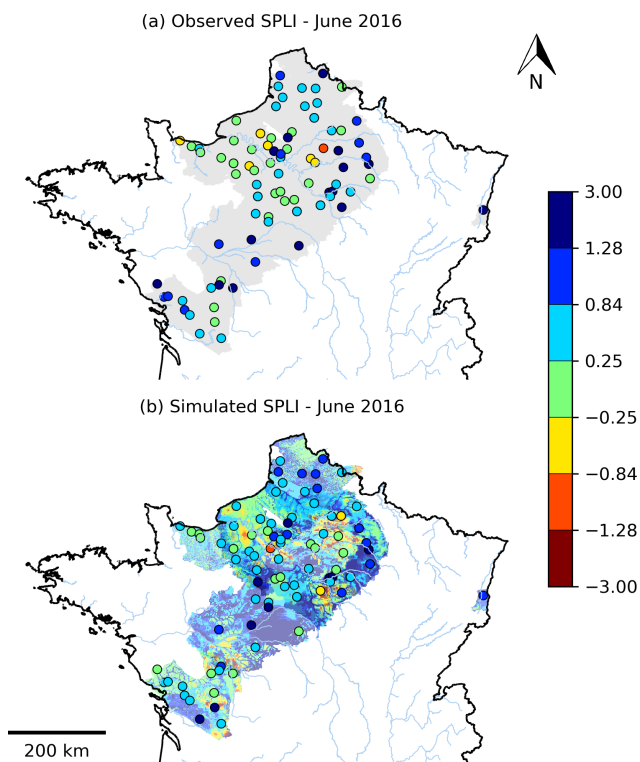 (a) Observed SPLI - June 2016
N
3.00
1.28
0.84
0.25
−0.25
−0.84
−1.28
−3.00
(b) Simulated SPLI - June 2016
200 km